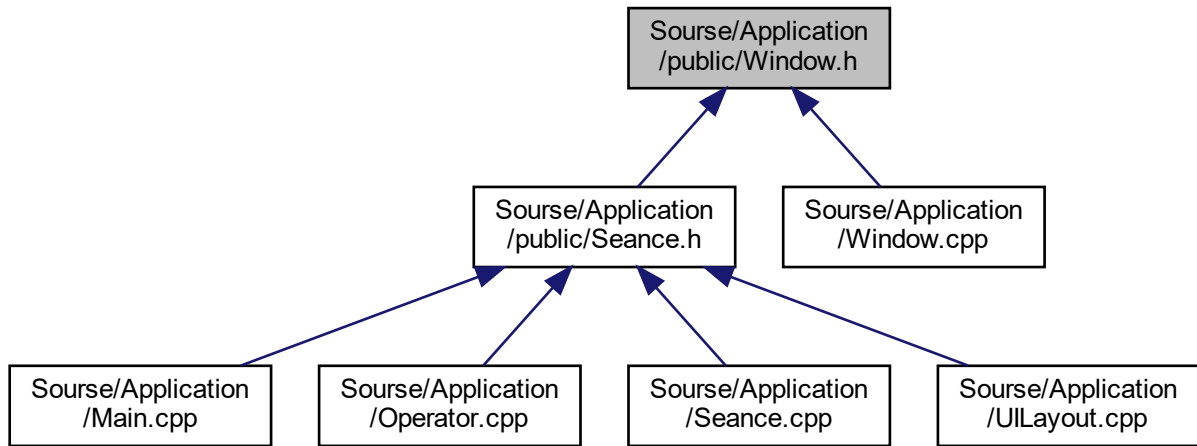 Sourse/Application
/public/Window.h
Sourse/Application
/public/Seance.h
Sourse/Application
/Window.cpp
Sourse/Application
/Main.cpp
Sourse/Application
/Operator.cpp
Sourse/Application
/Seance.cpp
Sourse/Application
/UILayout.cpp